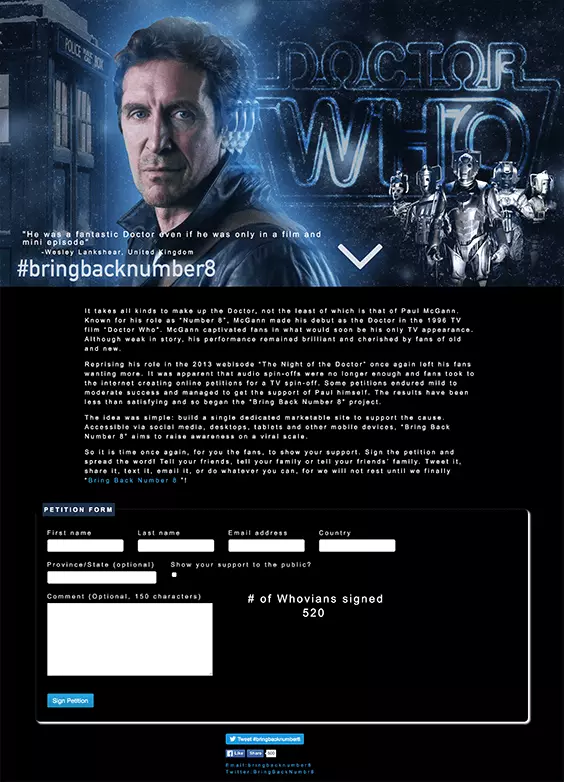 POLICE BOX
DOCTOR
WHO
"He was a fantastic Doctor even if he was only in a film and
mini episode"
-Wesley Lankshear, United Kingdom
#bringbacknumber8
It takes all kinds to make up the Doctor, not the least of which is that of Paul McGann.
Known for his role as "Number 8", McGann made his debut as the Doctor in the 1996 TV
film "Doctor Who". McGann captivated fans in what would soon be his only TV appearance.
Although weak in story, his performance remained brilliant and cherished by fans of old
and new.
Reprising his role in the 2013 webisode "The Night of the Doctor" once again left his fans
wanting more. It was apparent that audio spin-offs were no longer enough and fans took to
the internet creating online petitions for a TV spin-off. Some petitions endured mild to
moderate success and managed to get the support of Paul himself. The results have been
less than satisfying and so began the "Bring Back Number 8" project.
The idea was simple: build a single dedicated marketable site to support the cause.
Accessible via social media, desktops, tablets and other mobile devices, "Bring Back
Number 8" aims to raise awareness on a viral scale.
So it is time once again, for you the fans, to show your support. Sign the petition and
spread the word! Tell your friends, tell your family or tell your friends' family. Tweet it,
share it, text it, email it, or do whatever you can, for we will not rest until we finally
"Bring Back Number 8 "!
PETITION FORM
First name Last name Email address Country
Province/State (optional) Show your support to the public?
Comment (Optional, 150 characters)
# of Whovians signed
520
Sign Petition
Tweet #bringbacknumber8
Like Share 505
Email:bringbacknumber8
Twitter:BringBackNumb8